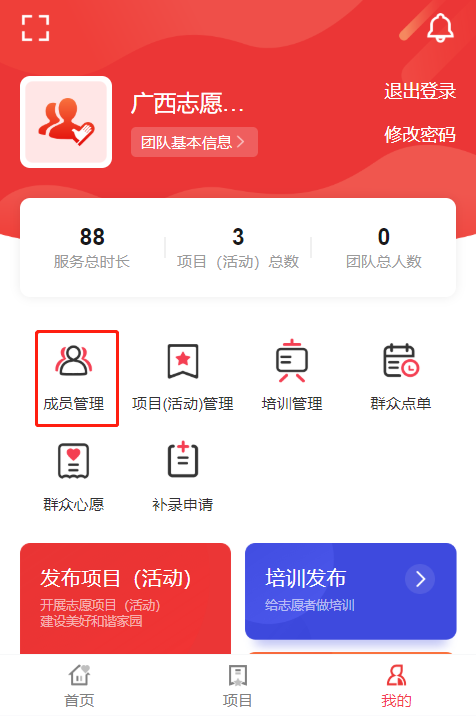 广西志愿...
退出登录
团队基本信息
修改密码
88
3
0
服务总时长
项目（活动）总数
团队总人数
成员管理
项目(活动)管理
培训管理
群众点单
群众心愿
补录申请
发布项目（活动）
开展志愿项目（活动）
建设美好和谐家园
培训发布
给志愿者做培训
首页
项目
我的